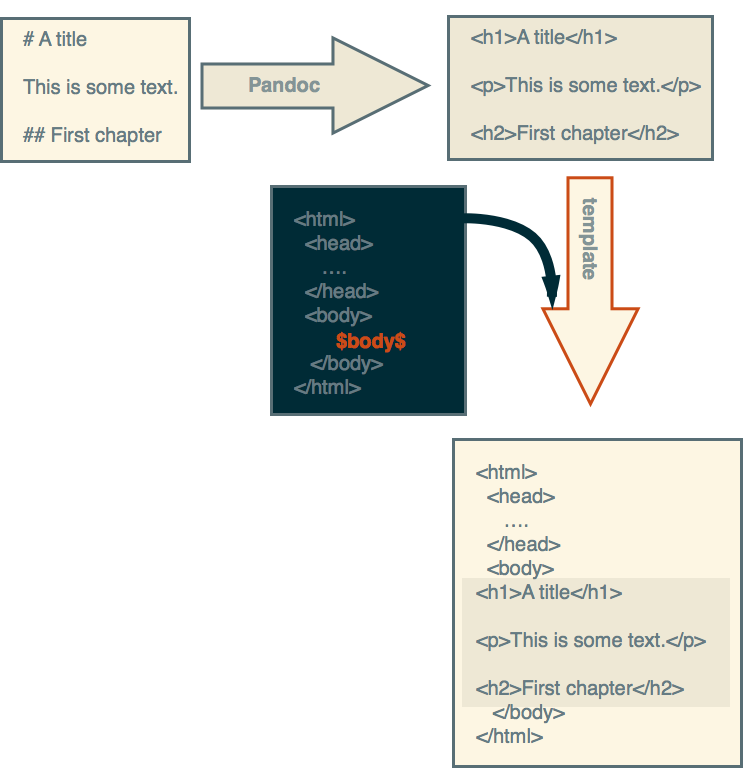 # A title
This is some text.
## First chapter
Pandoc
<h1>A title</h1>
<p>This is some text.</p>
<h2>First chapter</h2>
template
<html>
<head>
....
</head>
<body>
$body$
</body>
</html>
<html>
<head>
....
</head>
<body>
<h1>A title</h1>
<p>This is some text.</p>
<h2>First chapter</h2>
</body>
</html>